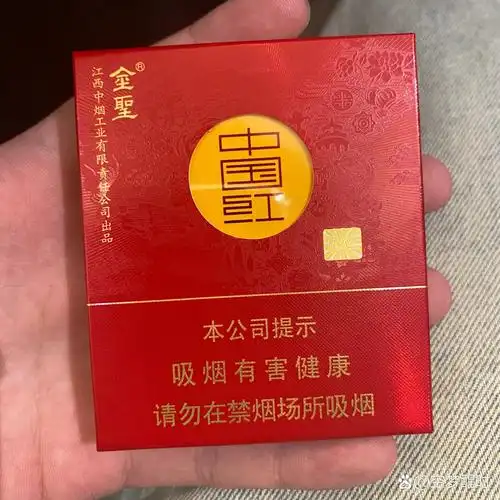 金聖®
江西中烟工业有限责任公司出品
中国红
本公司提示
吸烟有害健康
请勿在禁烟场所吸烟